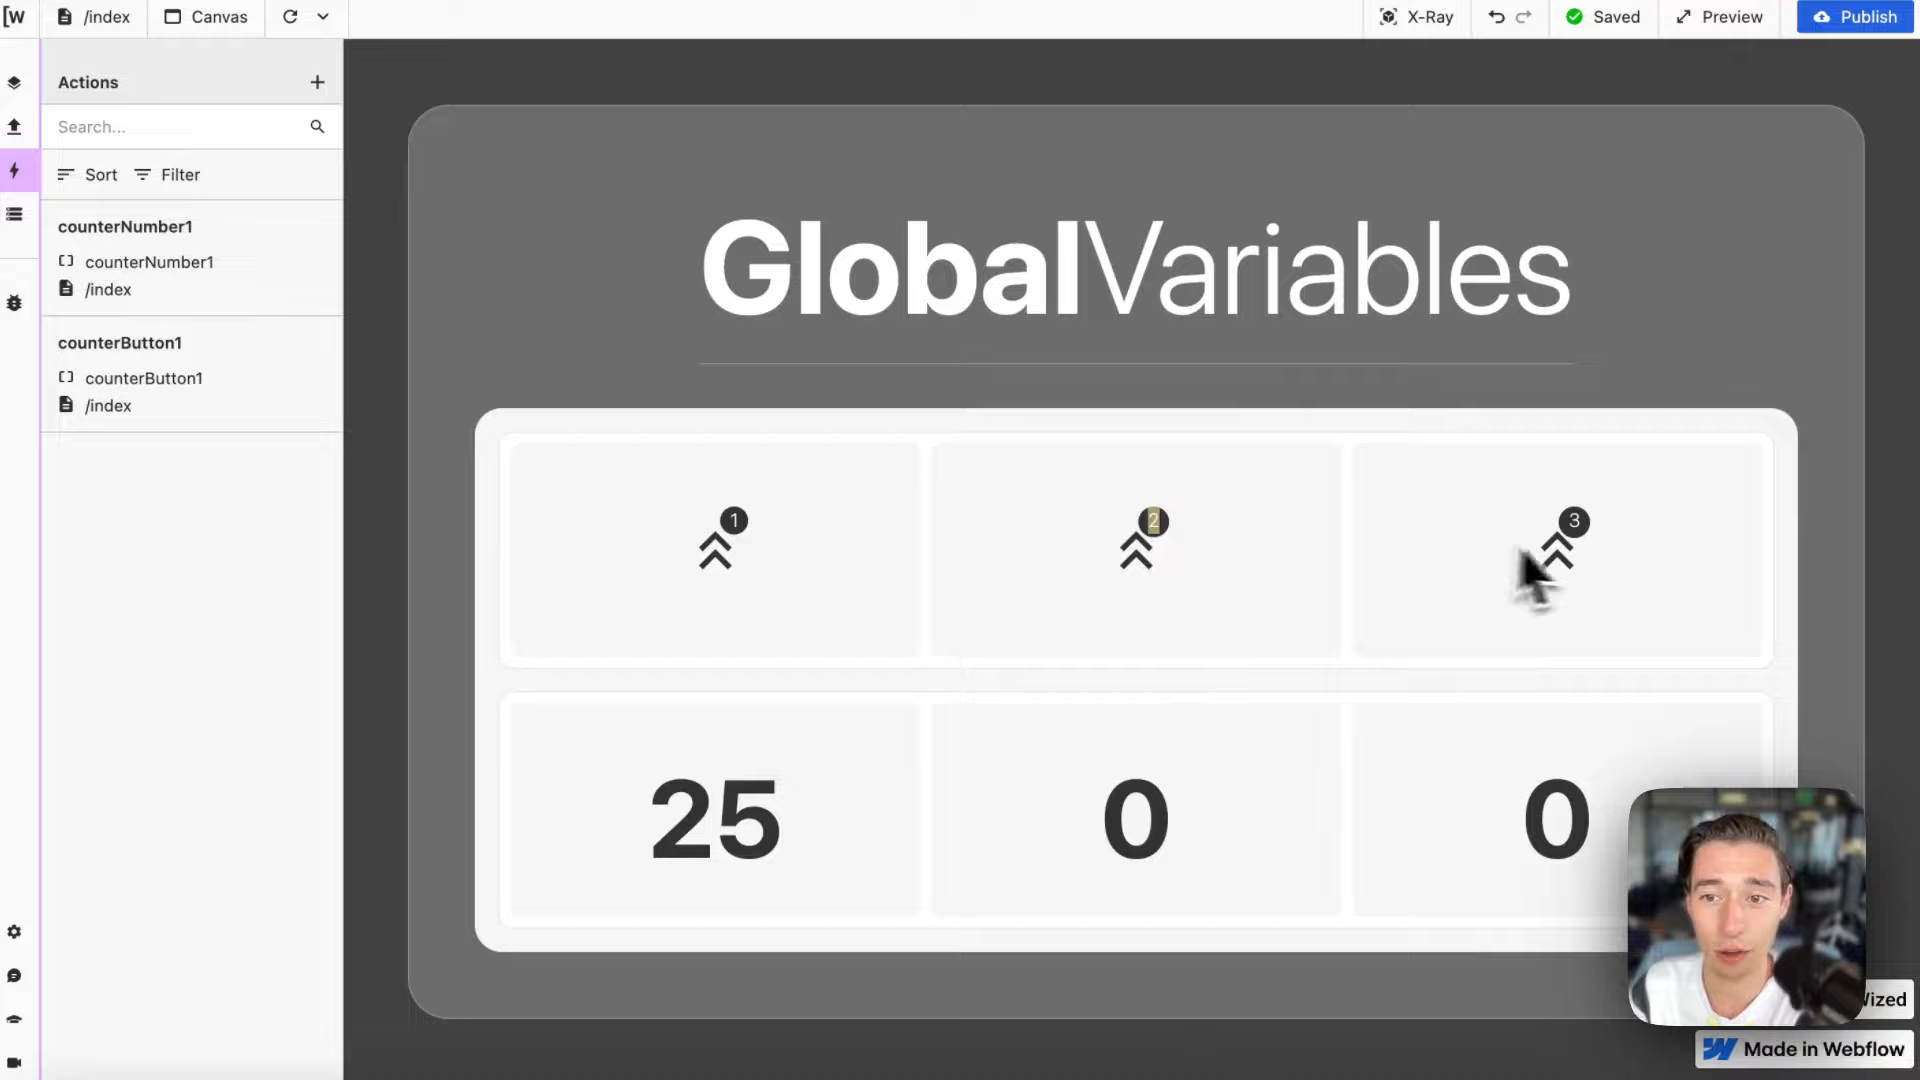 [W
/index
Canvas
X-Ray
Saved
Preview
Publish
Actions
Search...
Sort
Filter
counterNumber1
counterNumber1
/index
counterButton1
counterButton1
/index
GlobalVariables
1
2
3
25
0
0
Made in Webflow